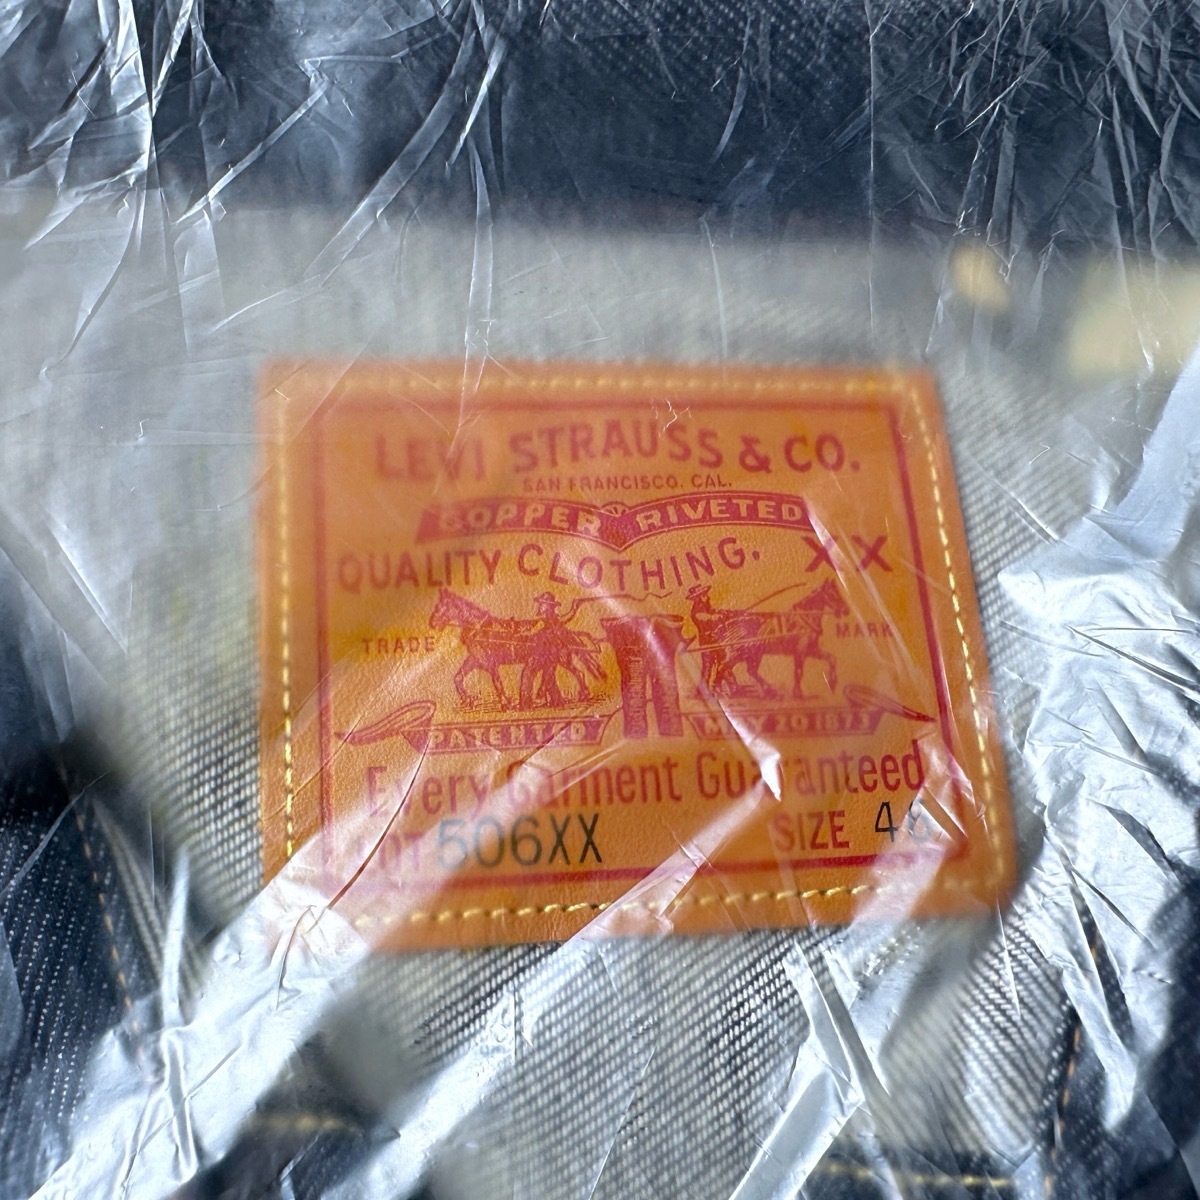 LEVI STRAUSS & CO.
SAN FRANCISCO. CAL.
COPPER RIVETED
QUALITY CLOTHING. XX
TRADE MARK
PATENTED MAY 20 1873
Every Garment Guaranteed
LOT 506XX SIZE 46